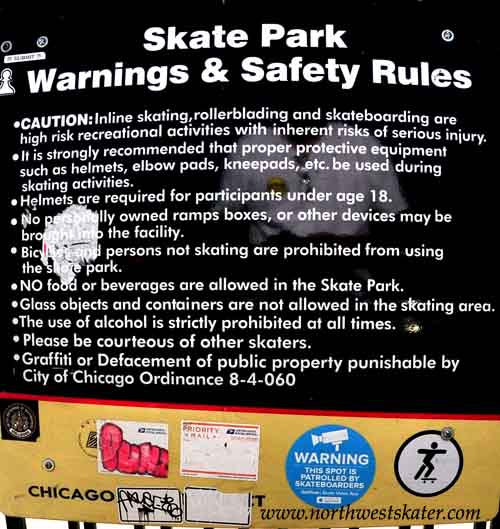 Skate Park
Warnings & Safety Rules
•CAUTION: Inline skating,rollerblading and skateboarding are
high risk recreational activities with inherent risks of serious injury.
•It is strongly recommended that proper protective equipment
such as helmets, elbow pads, kneepads, etc. be used during
skating activities.
•Helmets are required for participants under age 18.
•No personally owned ramps boxes, or other devices may be
brought into the facility.
•Bicycles and persons not skating are prohibited from using
the skate park.
•NO food or beverages are allowed in the Skate Park.
•Glass objects and containers are not allowed in the skating area.
•The use of alcohol is strictly prohibited at all times.
•Please be courteous of other skaters.
•Graffiti or Defacement of public property punishable by
City of Chicago Ordinance 8-4-060
PRIORITY
MAIL
WARNING
THIS SPOT IS
PATROLLED BY
SKATEBOARDERS
CHICAGO
www.northwestskater.com